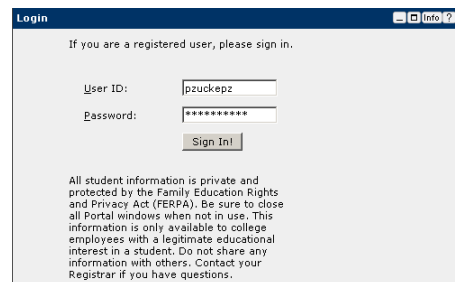 Login Info ?
If you are a registered user, please sign in.
User ID: pzuckepz
Password: **********
Sign In!
All student information is private and
protected by the Family Education Rights
and Privacy Act (FERPA). Be sure to close
all Portal windows when not in use. This
information is only available to college
employees with a legitimate educational
interest in a student. Do not share any
information with others. Contact your
Registrar if you have questions.